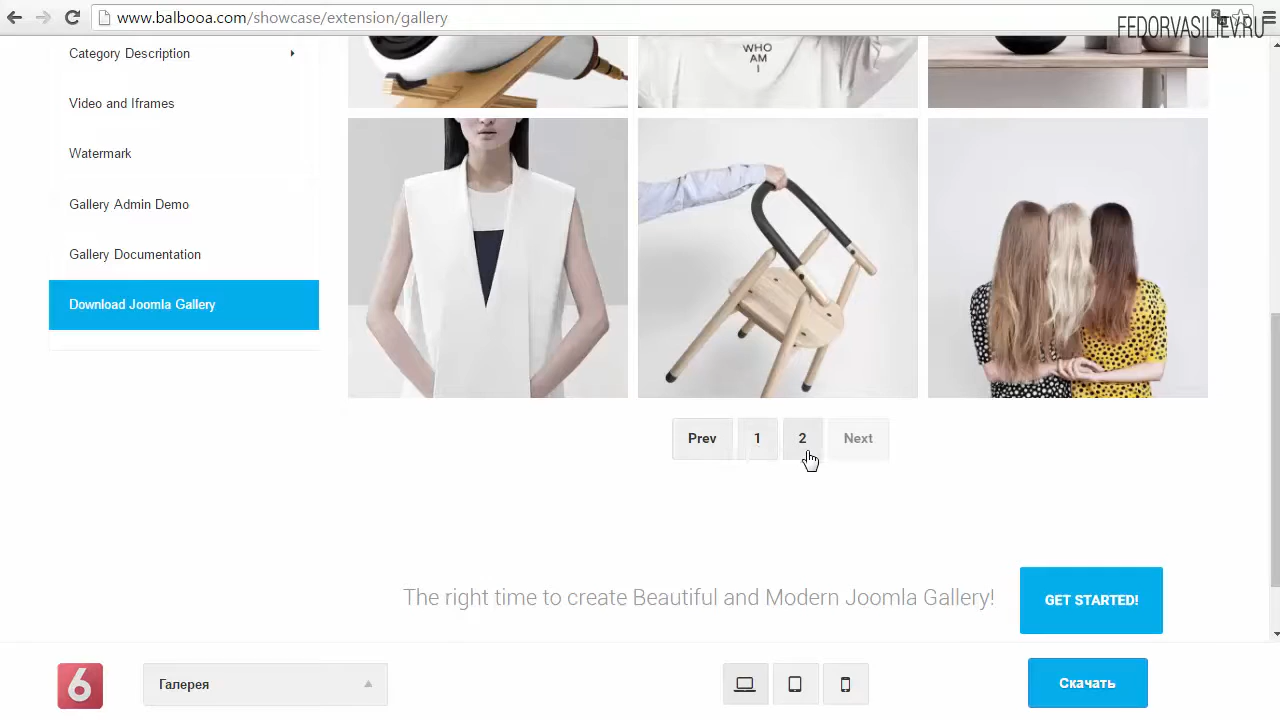 www.balbooa.com/showcase/extension/gallery
FEDORVASILIEV.RU
Category Description
Video and Iframes
Watermark
Gallery Admin Demo
Gallery Documentation
Download Joomla Gallery
WHO
AM
I
Prev 1 2 Next
The right time to create Beautiful and Modern Joomla Gallery!
GET STARTED!
6
Галерея
Скачать